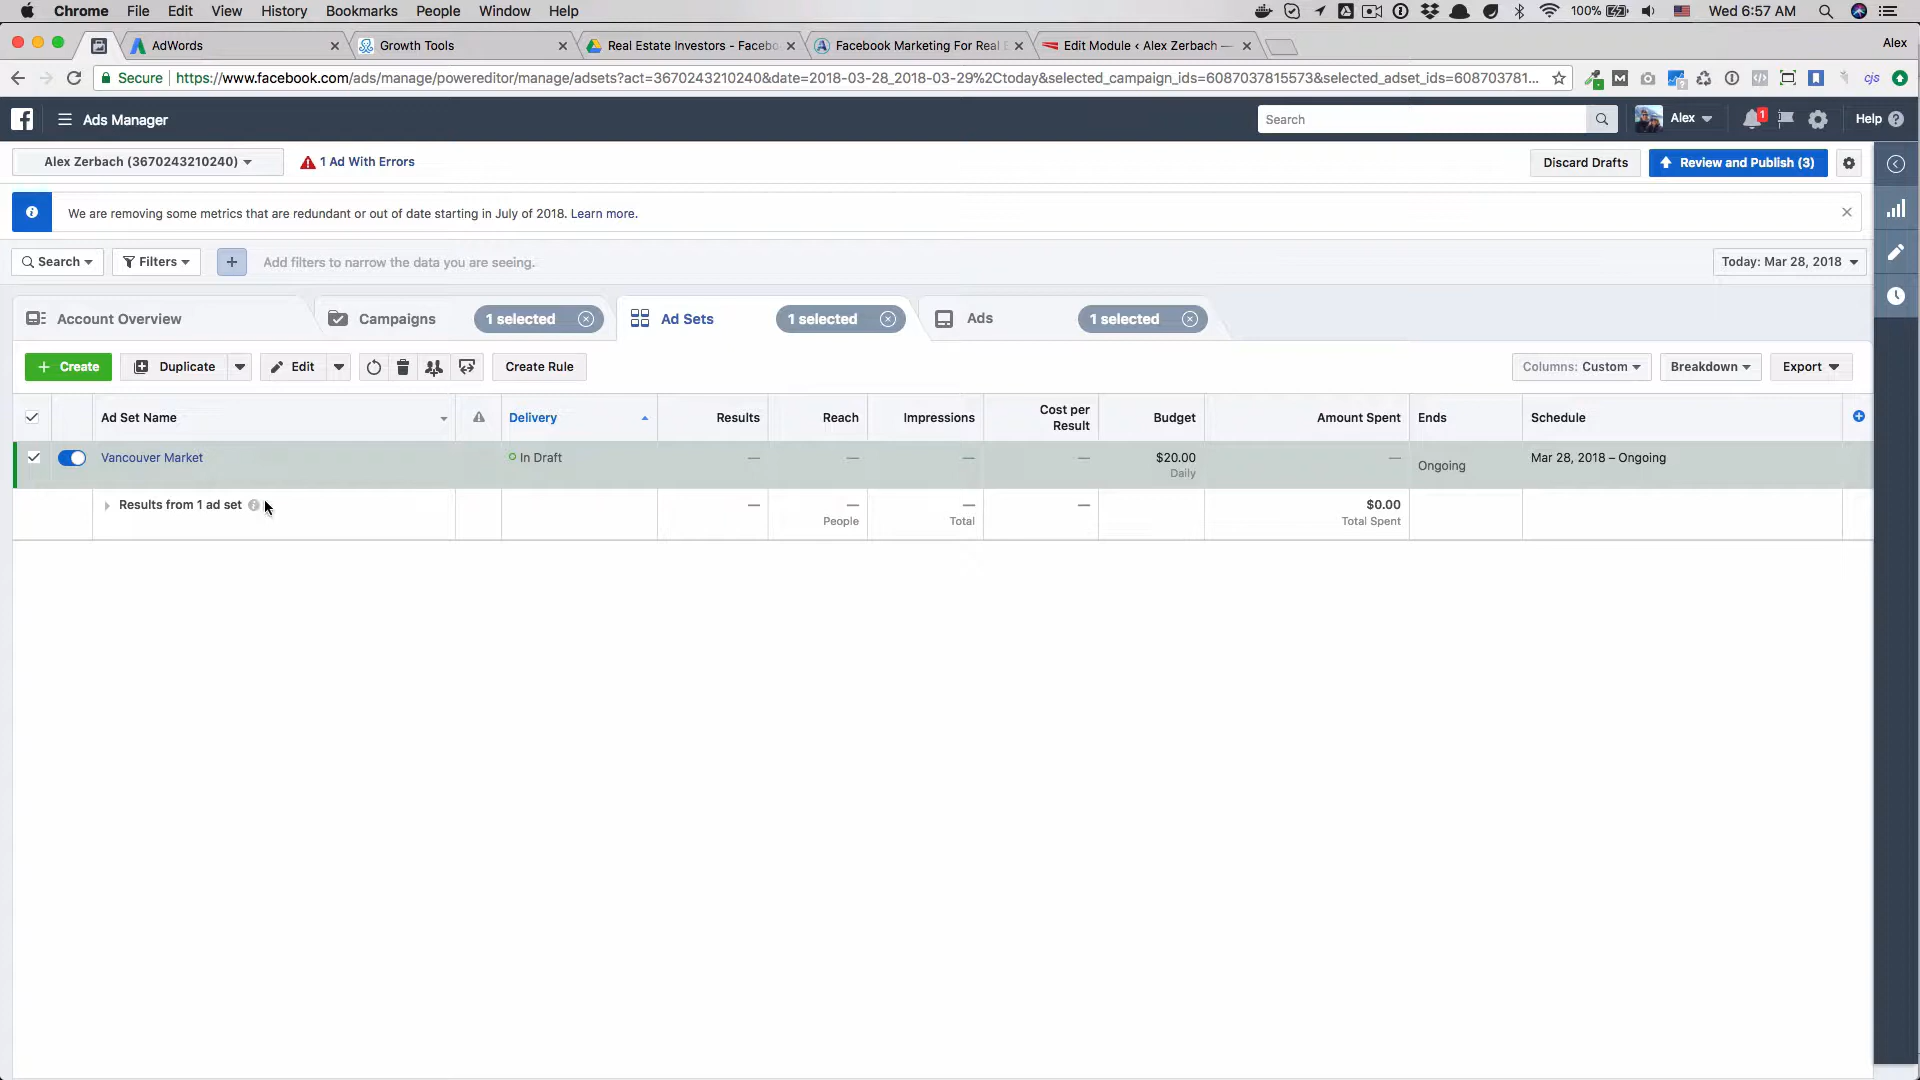 Chrome File Edit View History Bookmarks People Window Help 100% Wed 6:57 AM
AdWords Growth Tools Real Estate Investors - Facebo Facebook Marketing For Real E Edit Module ‹ Alex Zerbach — Alex
Secure https://www.facebook.com/ads/manage/powereditor/manage/adsets?act=3670243210240&date=2018-03-28_2018-03-29%2Ctoday&selected_campaign_ids=6087037815573&selected_adset_ids=608703781... cjs
Ads Manager Search Alex 1 Help
Alex Zerbach (3670243210240) 1 Ad With Errors Discard Drafts Review and Publish (3)
We are removing some metrics that are redundant or out of date starting in July of 2018. Learn more.
Search Filters + Add filters to narrow the data you are seeing. Today: Mar 28, 2018
Account Overview Campaigns 1 selected Ad Sets 1 selected Ads 1 selected
+ Create Duplicate Edit Create Rule Columns: Custom Breakdown Export
Ad Set Name Delivery Results Reach Impressions Cost per Result Budget Amount Spent Ends Schedule
Vancouver Market In Draft — — — — $20.00 — Ongoing Mar 28, 2018 – Ongoing
Daily
Results from 1 ad set — — — — $0.00
People Total Total Spent